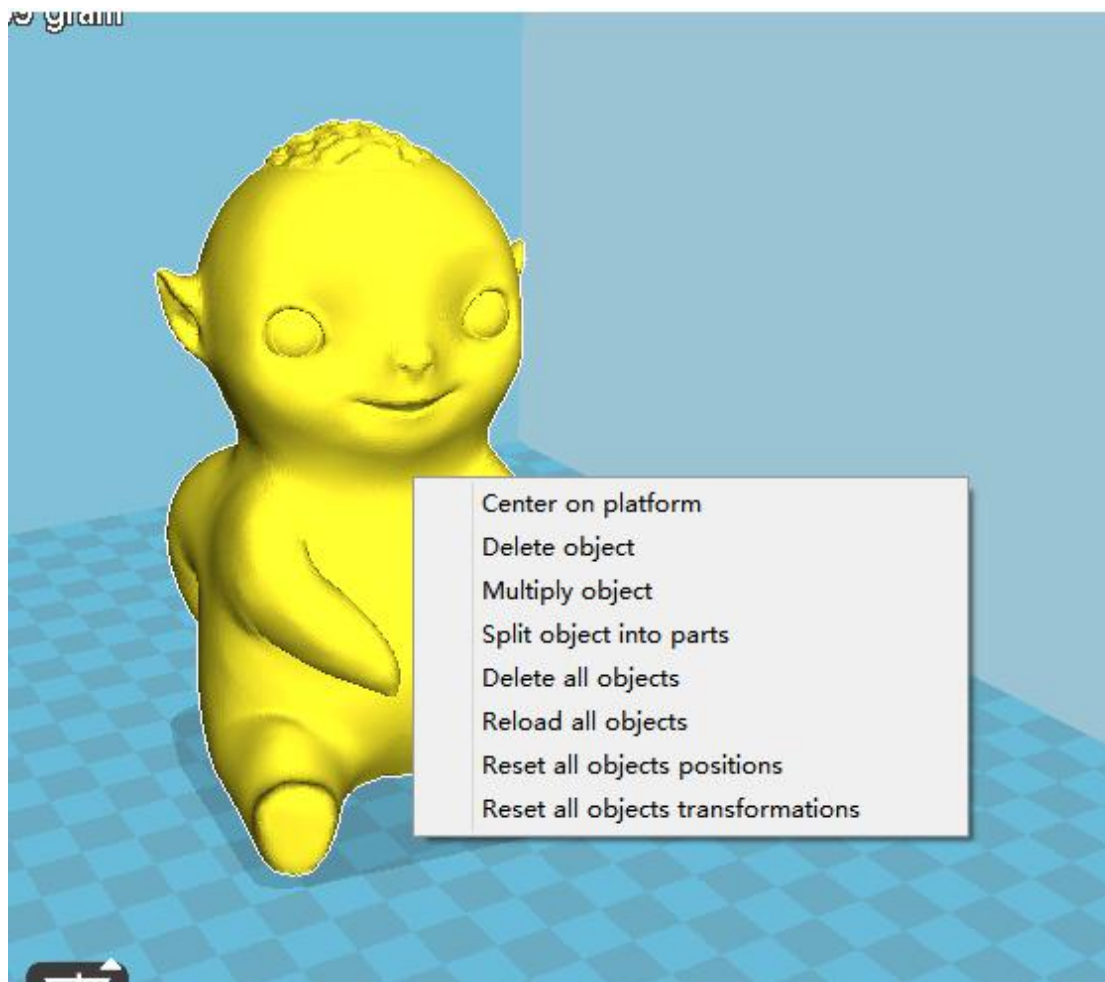 gram
Center on platform
Delete object
Multiply object
Split object into parts
Delete all objects
Reload all objects
Reset all objects positions
Reset all objects transformations